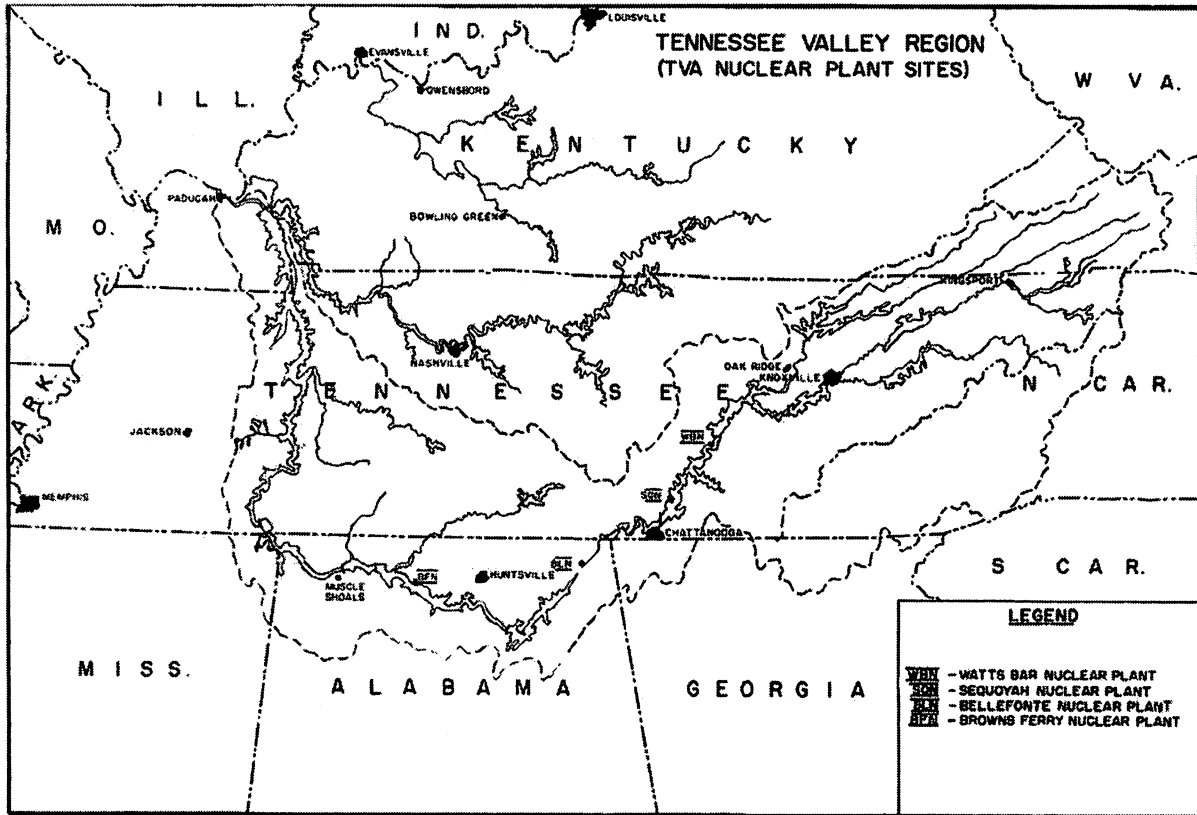 TENNESSEE VALLEY REGION
(TVA NUCLEAR PLANT SITES)
LOUISVILLE
IND.
EVANSVILLE
OWENSBORO
ILL.
W VA.
KENTUCKY
PADUCAH
BOWLING GREEN
MO.
KINGSPORT
NASHVILLE
OAK RIDGE
KNOXVILLE
TENNESSEE
N CAR.
ARK.
JACKSON
WBN
MEMPHIS
SQN
CHATTANOOGA
BLN
S CAR.
BFN
HUNTSVILLE
MUSCLE
SHOALS
MISS.
ALABAMA
GEORGIA
LEGEND
WBN - WATTS BAR NUCLEAR PLANT
SQN - SEQUOYAH NUCLEAR PLANT
BLN - BELLEFONTE NUCLEAR PLANT
BFN - BROWNS FERRY NUCLEAR PLANT